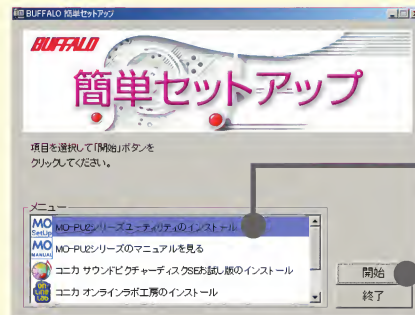 BUFFALO 簡単セットアップ
BUFFALO
簡単セットアップ
項目を選択して「開始」ボタンを
クリックしてください。
メニュー
MO SetUp MO-PU2シリーズユーティリティのインストール
MO MANUAL MO-PU2シリーズのマニュアルを見る
コニカ サウンドピクチャーディスクSEお試し版のインストール
On Line Lab コニカ オンラインラボ工房のインストール
開始
終了